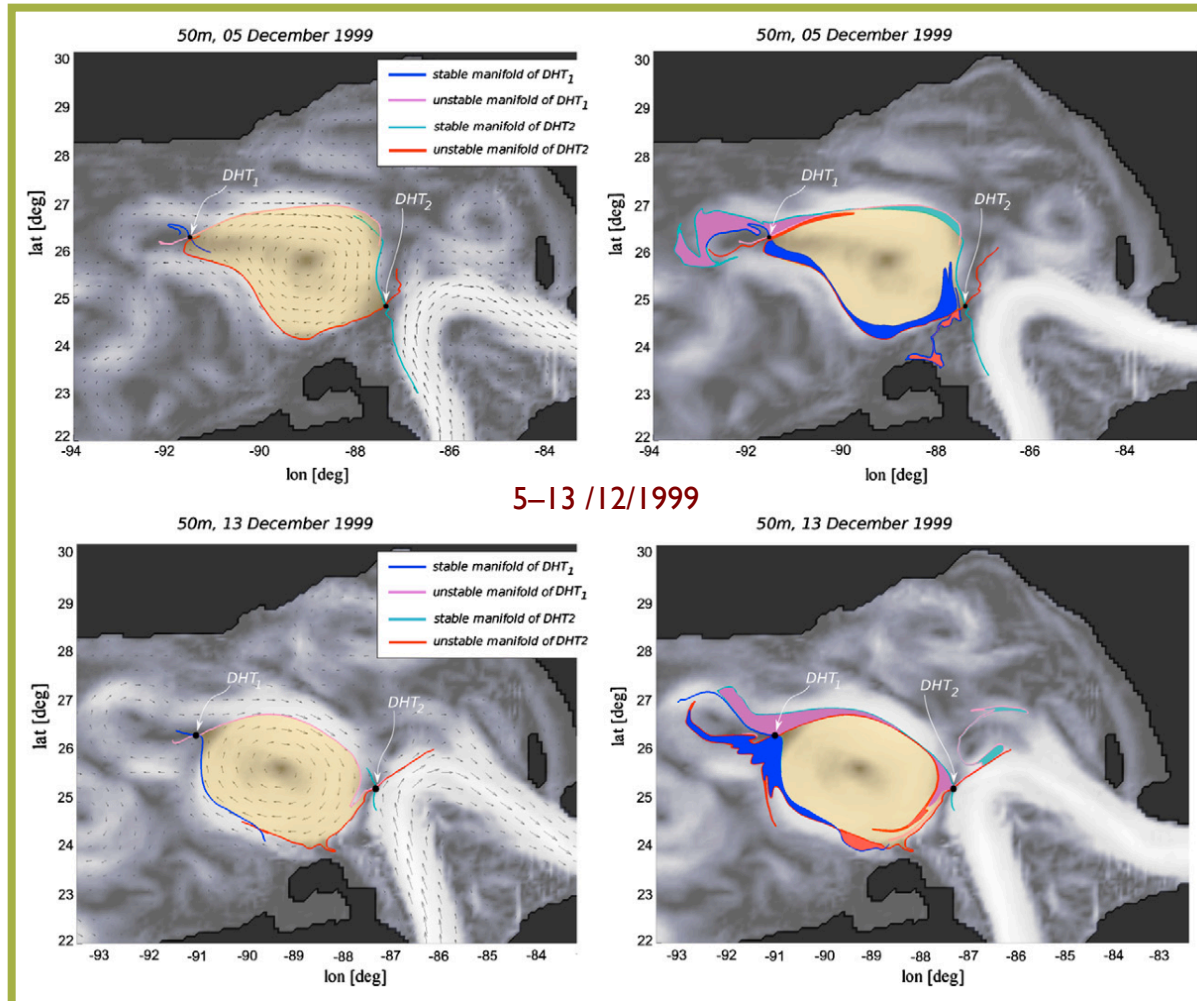 50m, 05 December 1999
stable manifold of DHT1
unstable manifold of DHT1
stable manifold of DHT2
unstable manifold of DHT2
DHT1
DHT2
lat [deg]
30
29
28
27
26
25
24
23
22
-94 -93 -92 -91 -90 -89 -88 -87 -86 -85 -84
lon [deg]
50m, 05 December 1999
DHT1
DHT2
lat [deg]
30
29
28
27
26
25
24
23
22
-94 -92 -90 -88 -86 -84
lon [deg]
5–13 /12/1999
50m, 13 December 1999
stable manifold of DHT1
unstable manifold of DHT1
stable manifold of DHT2
unstable manifold of DHT2
DHT1
DHT2
lat [deg]
30
29
28
27
26
25
24
23
22
-93 -92 -91 -90 -89 -88 -87 -86 -85 -84
lon [deg]
50m, 13 December 1999
DHT1
DHT2
lat [deg]
30
29
28
27
26
25
24
23
22
-93 -92 -91 -90 -89 -88 -87 -86 -85 -84 -83
lon [deg]